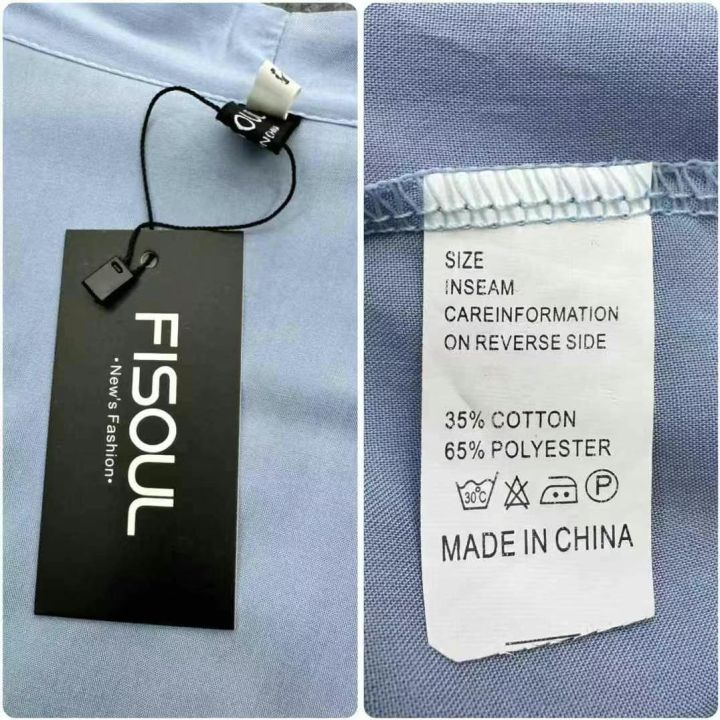 FISOUL
•New's Fashion•
SIZE
INSEAM
CAREINFORMATION
ON REVERSE SIDE
35% COTTON
65% POLYESTER
30°C
P
MADE IN CHINA